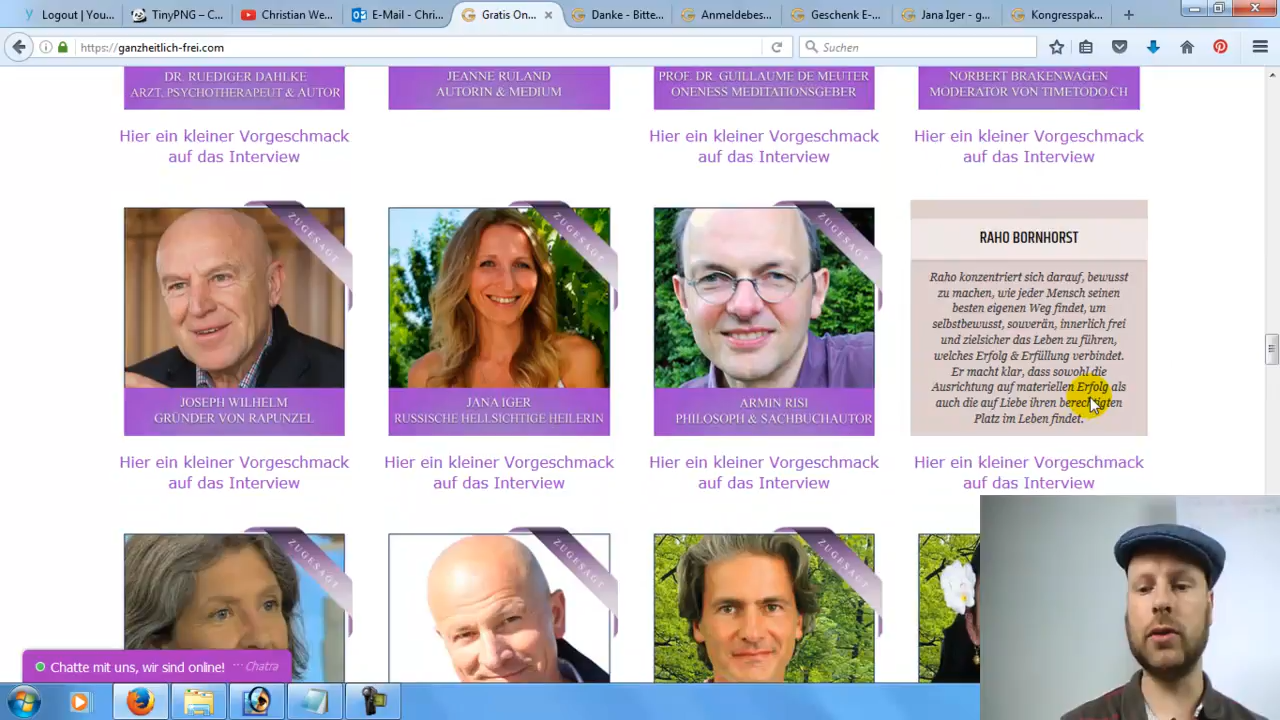 Logout | You...
TinyPNG – C...
Christian We...
E-Mail - Chri...
Gratis On...
Danke - Bitte...
Anmeldebes...
Geschenk E...
Jana Iger - g...
Kongresspak...
https://ganzheitlich-frei.com
Suchen
DR. RUEDIGER DAHLKE
ARZT, PSYCHOTHERAPEUT & AUTOR
JEANNE RULAND
AUTORIN & MEDIUM
PROF. DR. GUILLAUME DE MEUTER
ONENESS MEDITATIONSGEBER
NORBERT BRAKENWAGEN
MODERATOR VON TIMETODO CH
Hier ein kleiner Vorgeschmack
auf das Interview
Hier ein kleiner Vorgeschmack
auf das Interview
Hier ein kleiner Vorgeschmack
auf das Interview
ZUGESAGT
JOSEPH WILHELM
GRÜNDER VON RAPUNZEL
ZUGESAGT
JANA IGER
RUSSISCHE HELLSICHTIGE HEILERIN
ZUGESAGT
ARMIN RISI
PHILOSOPH & SACHBUCHAUTOR
RAHO BORNHORST
Raho konzentriert sich darauf, bewusst
zu machen, wie jeder Mensch seinen
besten eigenen Weg findet, um
selbstbewusst, souverän, innerlich frei
und zielsicher das Leben zu führen,
welches Erfolg & Erfüllung verbindet.
Er macht klar, dass sowohl die
Ausrichtung auf materiellen Erfolg als
auch die auf Liebe ihren berechtigten
Platz im Leben findet.
Hier ein kleiner Vorgeschmack
auf das Interview
Hier ein kleiner Vorgeschmack
auf das Interview
Hier ein kleiner Vorgeschmack
auf das Interview
Hier ein kleiner Vorgeschmack
auf das Interview
ZUGESAGT
ZUGESAGT
ZUGESAGT
Chatte mit uns, wir sind online!
Chatra